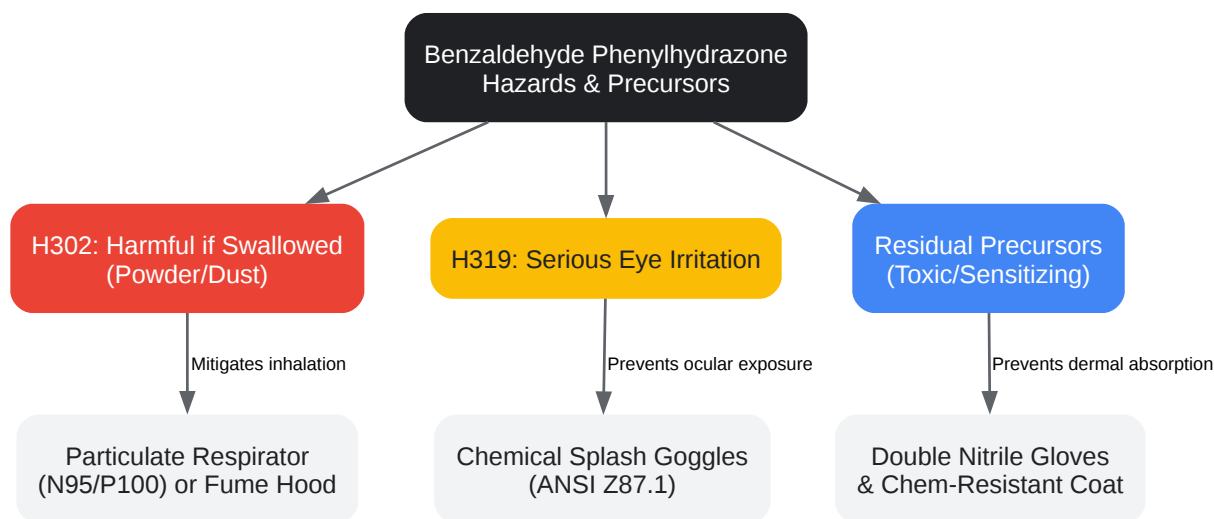 Benzaldehyde Phenylhydrazone
Hazards & Precursors
H302: Harmful if Swallowed
(Powder/Dust)
H319: Serious Eye Irritation
Residual Precursors
(Toxic/Sensitizing)
Mitigates inhalation
Prevents ocular exposure
Prevents dermal absorption
Particulate Respirator
(N95/P100) or Fume Hood
Chemical Splash Goggles
(ANSI Z87.1)
Double Nitrile Gloves
& Chem-Resistant Coat